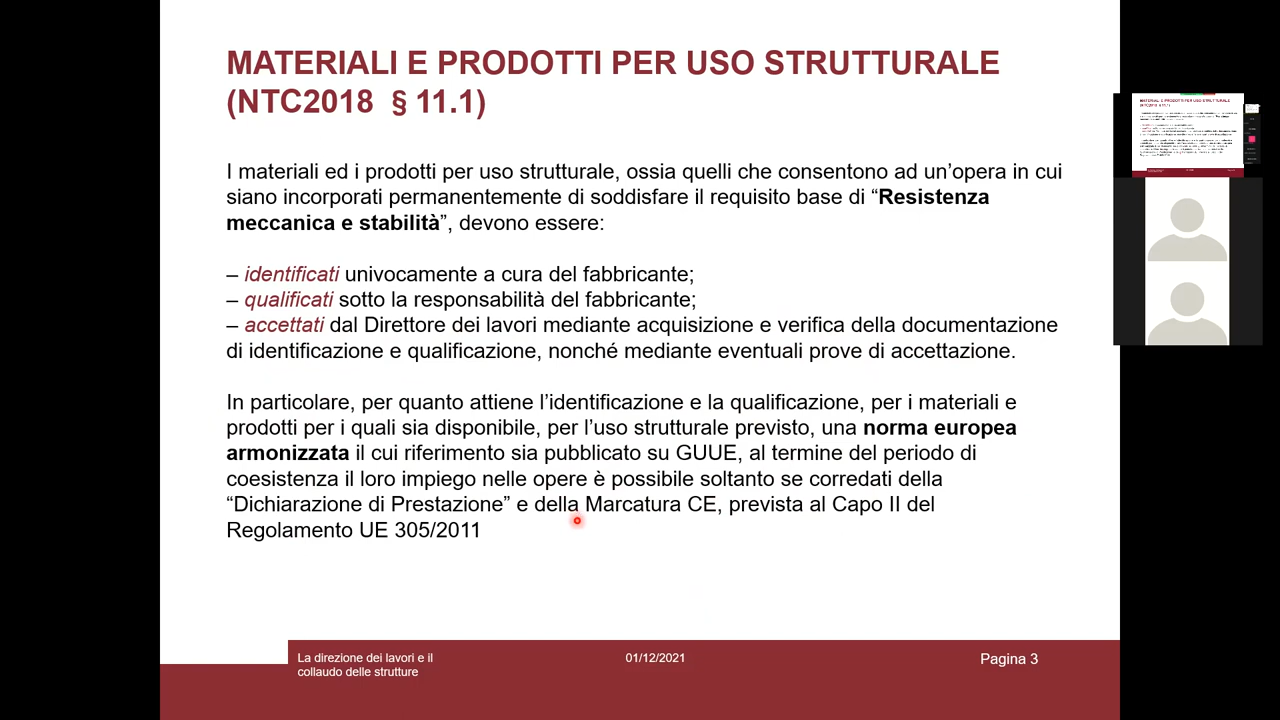 MATERIALI E PRODOTTI PER USO STRUTTURALE
(NTC2018 § 11.1)
I materiali ed i prodotti per uso strutturale, ossia quelli che consentono ad un’opera in cui
siano incorporati permanentemente di soddisfare il requisito base di “Resistenza
meccanica e stabilità”, devono essere:
– identificati univocamente a cura del fabbricante;
– qualificati sotto la responsabilità del fabbricante;
– accettati dal Direttore dei lavori mediante acquisizione e verifica della documentazione
di identificazione e qualificazione, nonché mediante eventuali prove di accettazione.
In particolare, per quanto attiene l’identificazione e la qualificazione, per i materiali e
prodotti per i quali sia disponibile, per l’uso strutturale previsto, una norma europea
armonizzata il cui riferimento sia pubblicato su GUUE, al termine del periodo di
coesistenza il loro impiego nelle opere è possibile soltanto se corredati della
“Dichiarazione di Prestazione” e della Marcatura CE, prevista al Capo II del
Regolamento UE 305/2011
La direzione dei lavori e il
collaudo delle strutture
01/12/2021
Pagina 3